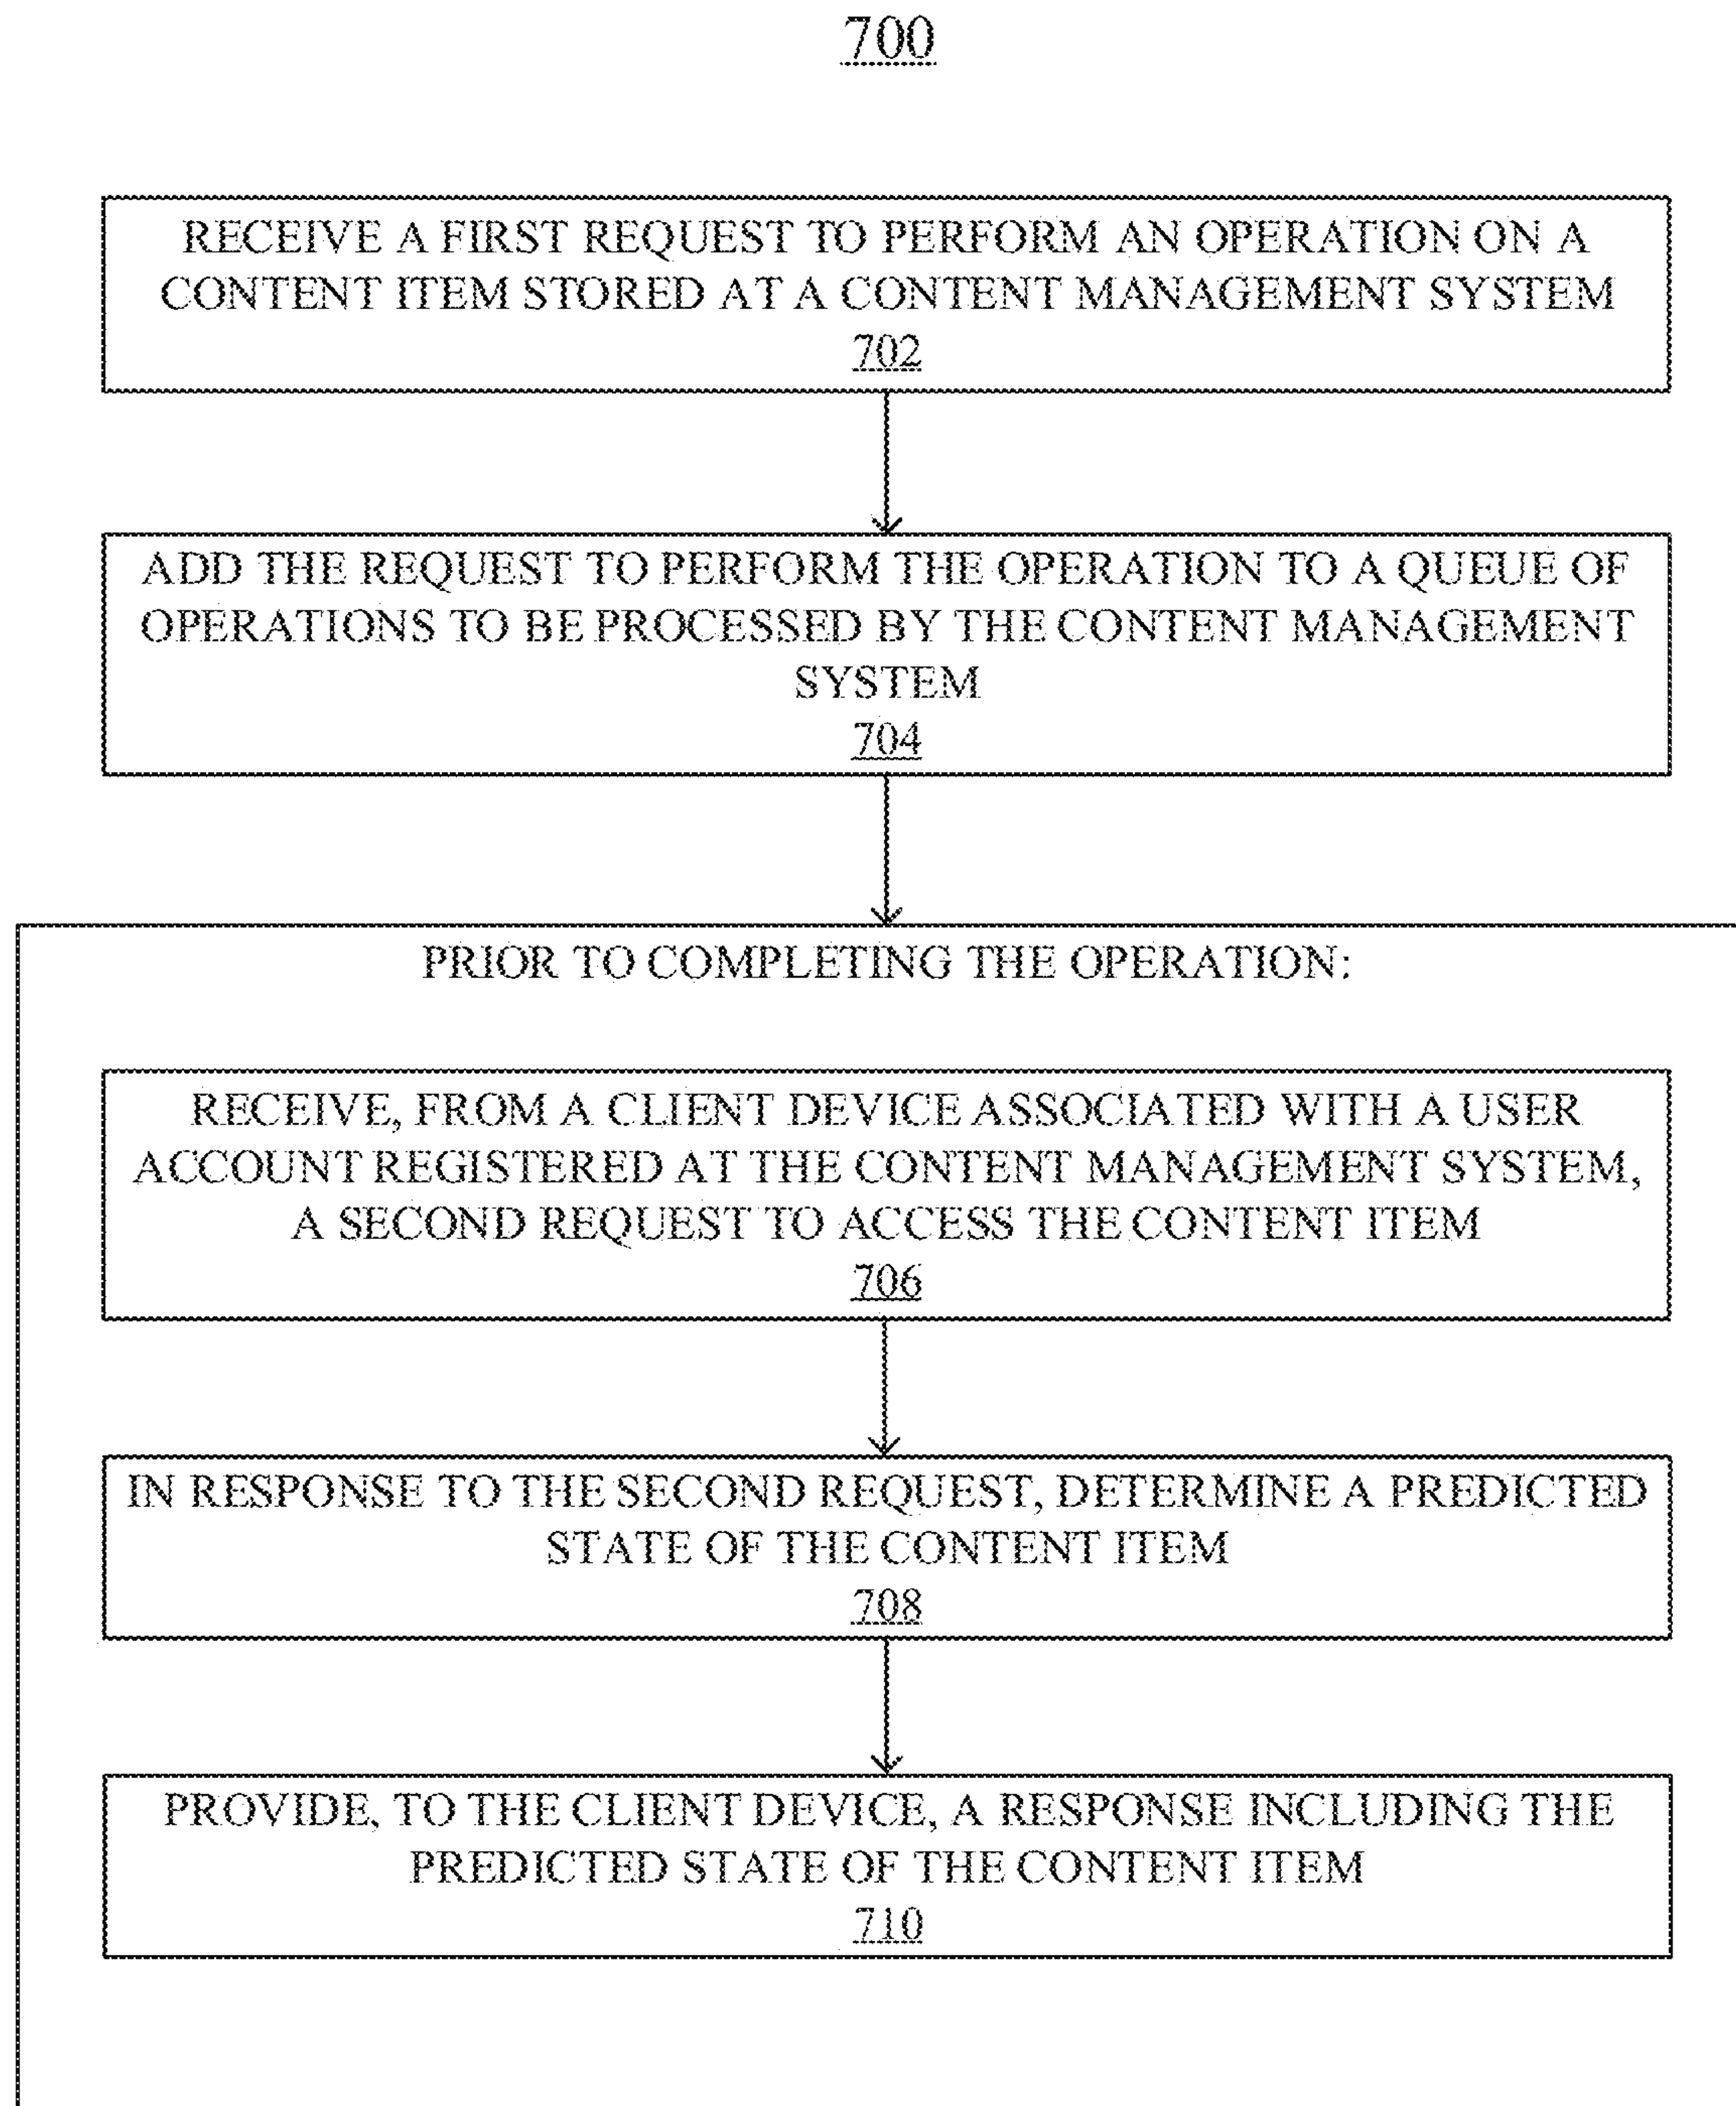 700
RECEIVE A FIRST REQUEST TO PERFORM AN OPERATION ON A
CONTENT ITEM STORED AT A CONTENT MANAGEMENT SYSTEM
702
ADD THE REQUEST TO PERFORM THE OPERATION TO A QUEUE OF
OPERATIONS TO BE PROCESSED BY THE CONTENT MANAGEMENT
SYSTEM
704
PRIOR TO COMPLETING THE OPERATION:
RECEIVE, FROM A CLIENT DEVICE ASSOCIATED WITH A USER
ACCOUNT REGISTERED AT THE CONTENT MANAGEMENT SYSTEM,
A SECOND REQUEST TO ACCESS THE CONTENT ITEM
706
IN RESPONSE TO THE SECOND REQUEST, DETERMINE A PREDICTED
STATE OF THE CONTENT ITEM
708
PROVIDE, TO THE CLIENT DEVICE, A RESPONSE INCLUDING THE
PREDICTED STATE OF THE CONTENT ITEM
710